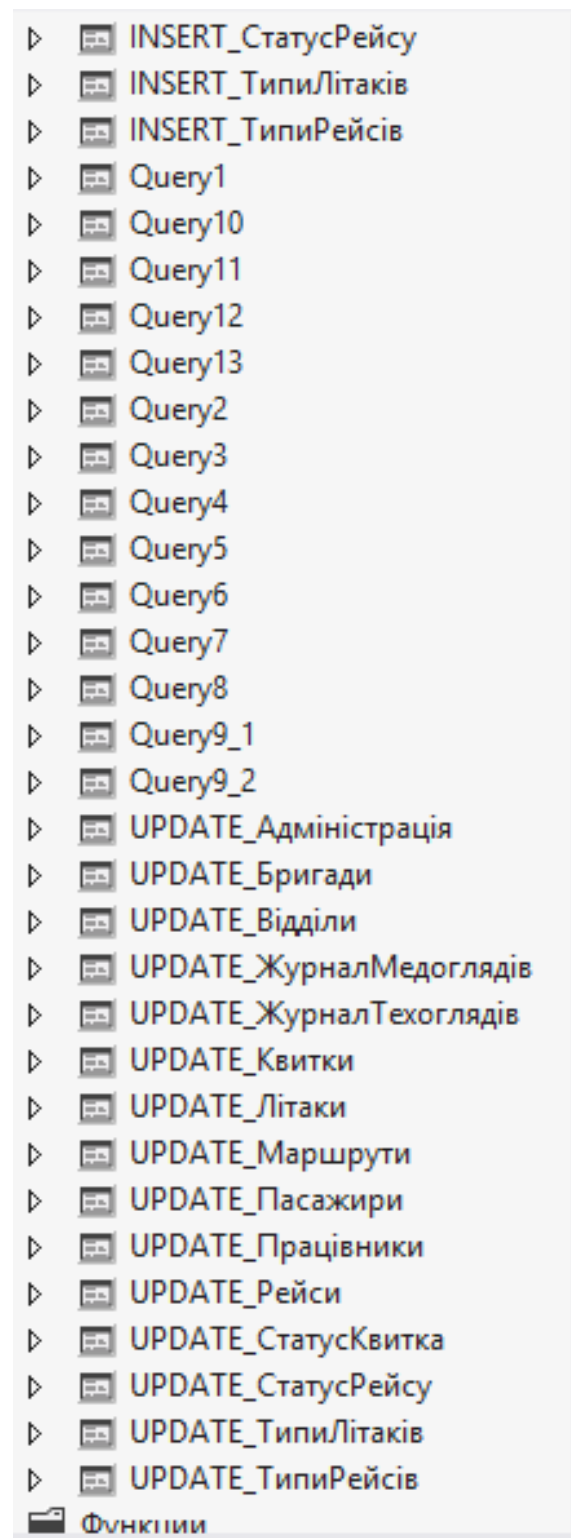 INSERT_СтатусРейсу
INSERT_ТипиЛітаків
INSERT_ТипиРейсів
Query1
Query10
Query11
Query12
Query13
Query2
Query3
Query4
Query5
Query6
Query7
Query8
Query9_1
Query9_2
UPDATE_Адміністрація
UPDATE_Бригади
UPDATE_Відділи
UPDATE_ЖурналМедоглядів
UPDATE_ЖурналТехоглядів
UPDATE_Квитки
UPDATE_Літаки
UPDATE_Маршрути
UPDATE_Пасажири
UPDATE_Працівники
UPDATE_Рейси
UPDATE_СтатусКвитка
UPDATE_СтатусРейсу
UPDATE_ТипиЛітаків
UPDATE_ТипиРейсів
Функции